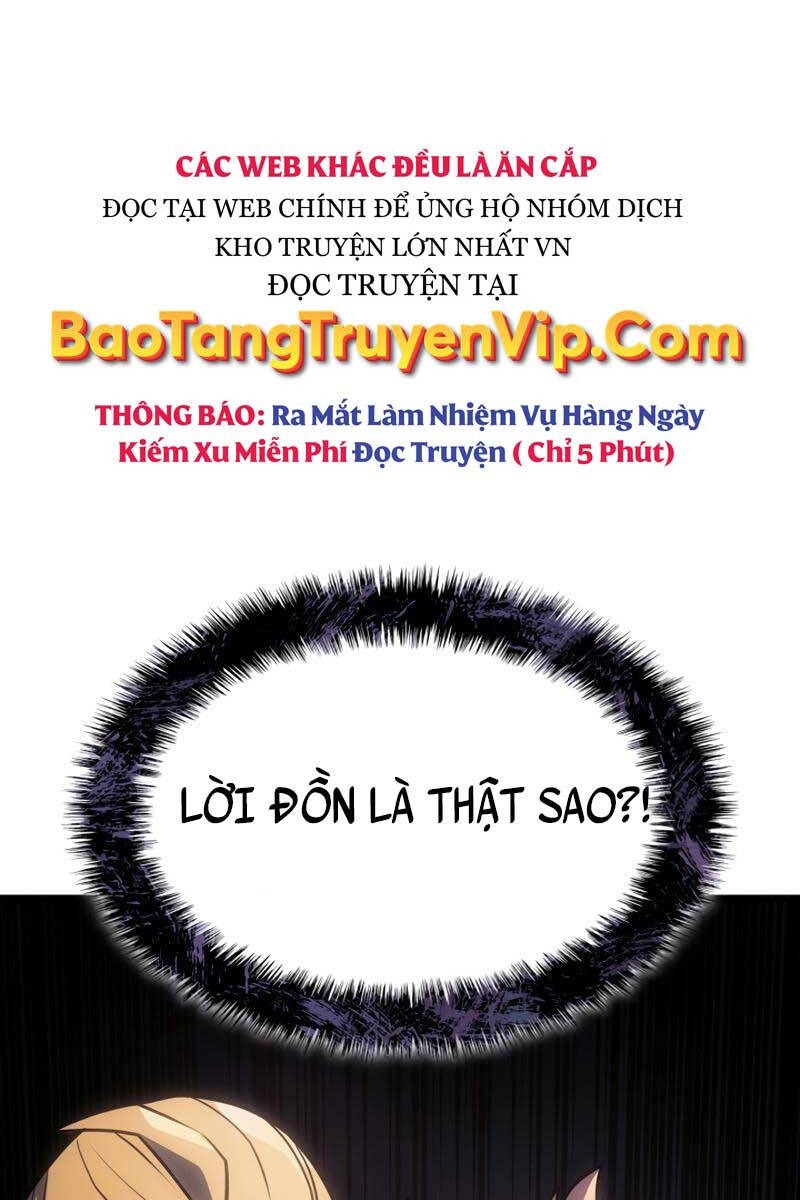 CÁC WEB KHÁC ĐỀU LÀ ĂN CẮP
ĐỌC TẠI WEB CHÍNH ĐỂ ỦNG HỘ NHÓM DỊCH
KHO TRUYỆN LỚN NHẤT VN
ĐỌC TRUYỆN TẠI
BaoTangTruyenVip.Com
THÔNG BÁO: Ra Mắt Làm Nhiệm Vụ Hàng Ngày
Kiếm Xu Miễn Phí Đọc Truyện ( Chỉ 5 Phút)
LỜI ĐỒN LÀ THẬT SAO?!